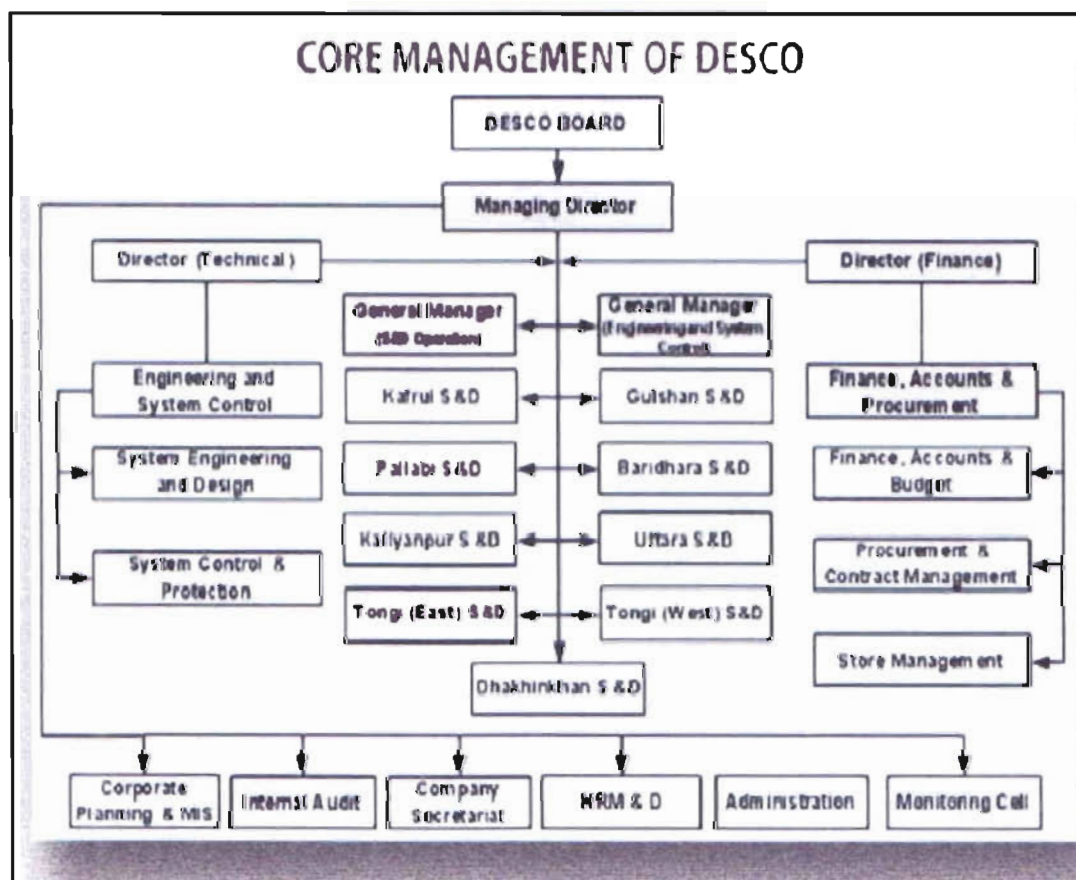 CORE MANAGEMENT OF DESCO
DESCO BOARD
Managing Director
Director (Technical)
Director (Finance)
General Manager
(S&D Operation)
General Manager
(Engineering and System
Control)
Engineering and
System Control
Kafrul S&D
Gulshan S&D
Finance, Accounts &
Procurement
System Engineering
and Design
Pallabi S&D
Baridhara S&D
Finance, Accounts &
Budget
System Control &
Protection
Kallyanpur S&D
Uttara S&D
Procurement &
Contract Management
Tongi (East) S&D
Tongi (West) S&D
Store Management
Dhakhinkhan S&D
Corporate
Planning & MIS
Internal Audit
Company
Secretariat
HRM & D
Administration
Monitoring Cell